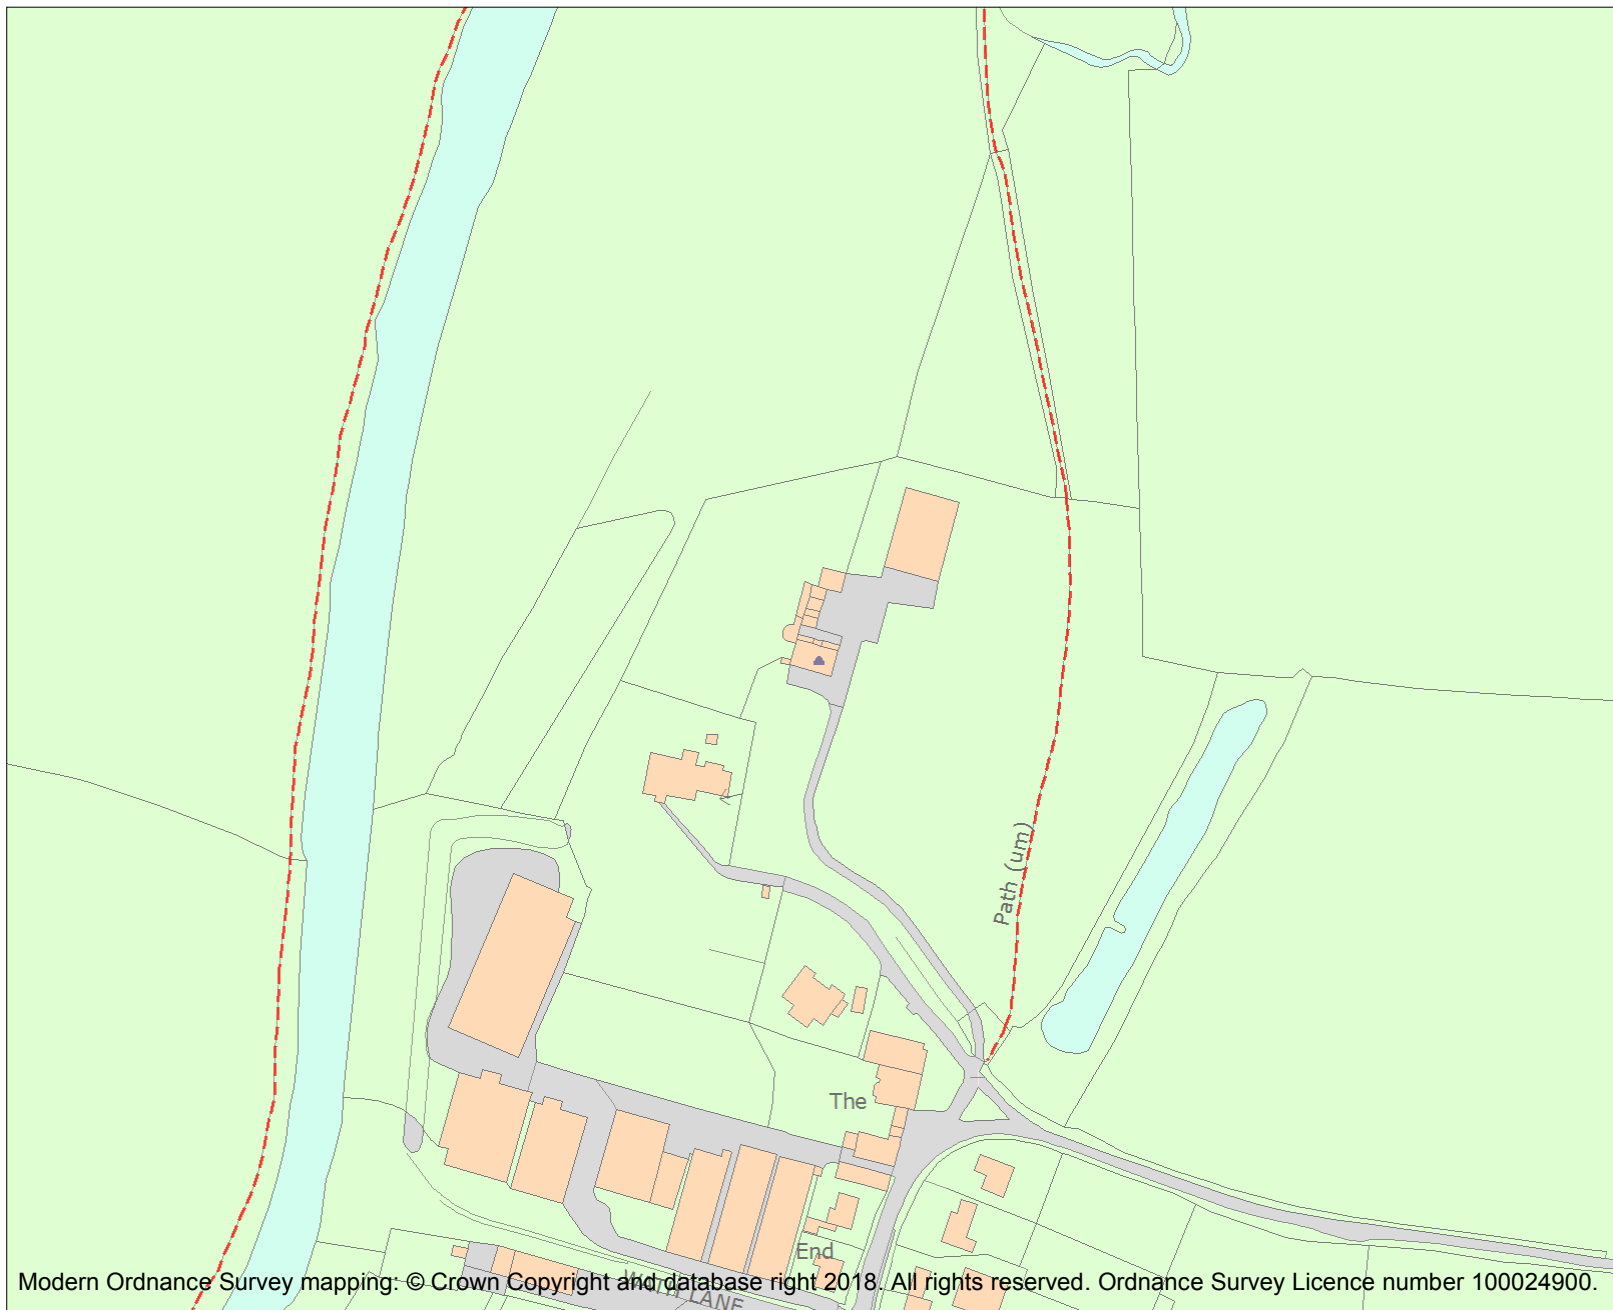 Path (um)
The
End
LANE
Modern Ordnance Survey mapping: © Crown Copyright and database right 2018. All rights reserved. Ordnance Survey Licence number 100024900.